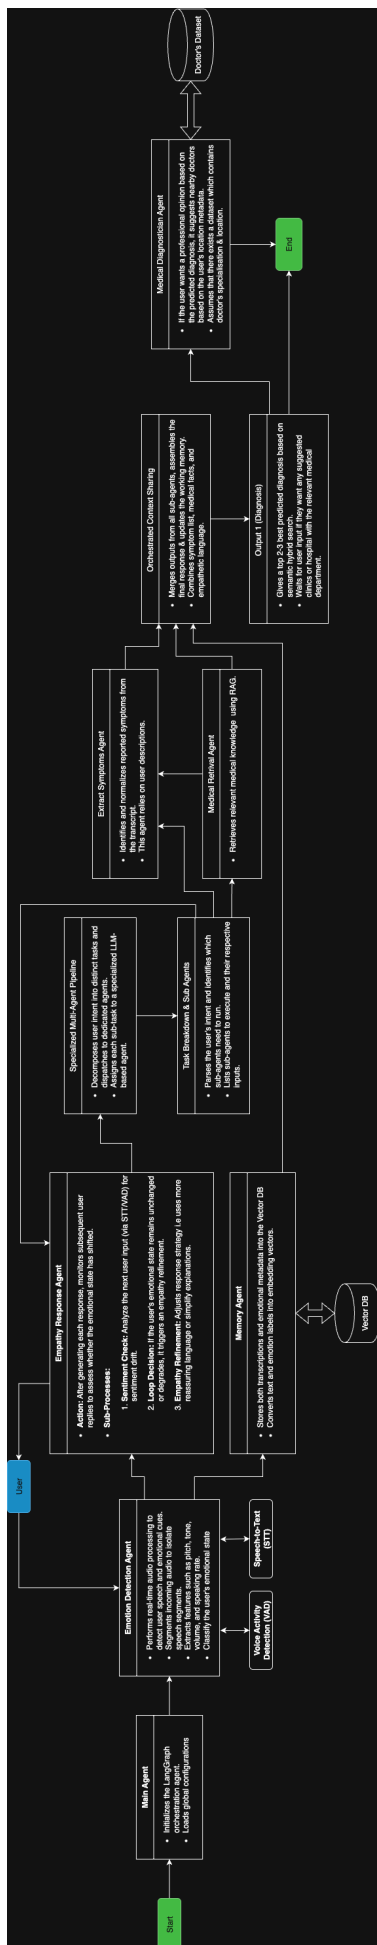 Start
Main Agent
• Initializes the LangGraph
orchestration agent.
• Loads global configurations
Emotion Detection Agent
• Performs real-time audio processing to
detect user speech and emotional cues.
• Segments incoming audio to isolate
speech segments.
• Extracts features such as pitch, tone,
volume, and speaking rate.
• Classify the user's emotional state
Voice Activity
Detection (VAD)
Speech-to-Text
(STT)
User
Empathy Response Agent
• Action: After generating each response, monitors subsequent user
replies to assess whether the emotional state has shifted.
• Sub-Processes:
1. Sentiment Check: Analyze the next user input (via STT/VAD) for
sentiment drift.
2. Loop Decision: If the user's emotional state remains unchanged
or degrades, it triggers an empathy refinement.
3. Empathy Refinement: Adjusts response strategy i.e uses more
reassuring language or simplify explanations.
Memory Agent
• Stores both transcriptions and emotional metadata into the Vector DB
• Converts text and emotion labels into embedding vectors.
Vector DB
Specialized Multi-Agent Pipeline
• Decomposes user intent into distinct tasks and
dispatches to dedicated agents.
• Assigns each sub-task to a specialized LLM-
based agent.
Task Breakdown & Sub Agents
• Parses the user's intent and identifies which
sub-agents need to run.
• Lists sub-agents to execute and their respective
inputs.
Extract Symptoms Agent
• Identifies and normalizes reported symptoms from
the transcript.
• This agent relies on user descriptions.
Medical Retrival Agent
• Retrieves relevant medical knowledge using RAG.
Orchestrated Context Sharing
• Merges outputs from all sub-agents, assembles the
final response & updates the working memory.
• Combines symptom list, medical facts, and
empathetic language.
Output 1 (Diagnosis)
• Gives a top 2-3 best predicted diagnosis based on
semantic hybrid search.
• Waits for user input if they want any suggested
clinics or hospital with the relevant medical
department.
Medical Diagnostician Agent
• If the user wants a professional opinion based on
the predicted diagnosis, it suggests nearby doctors
based on the user's location metadata.
• Assumes that there exists a dataset which contains
doctor's specialisation & location.
End
Doctor's Dataset